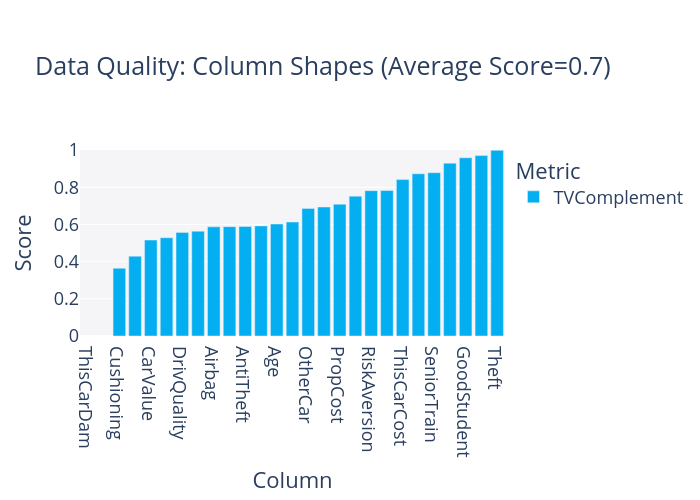 Data Quality: Column Shapes (Average Score=0.7)
Metric
TVComplement
Score
1
0.8
0.6
0.4
0.2
0
ThisCarDam
Cushioning
CarValue
DrivQuality
Airbag
AntiTheft
Age
OtherCar
PropCost
RiskAversion
ThisCarCost
SeniorTrain
GoodStudent
Theft
Column